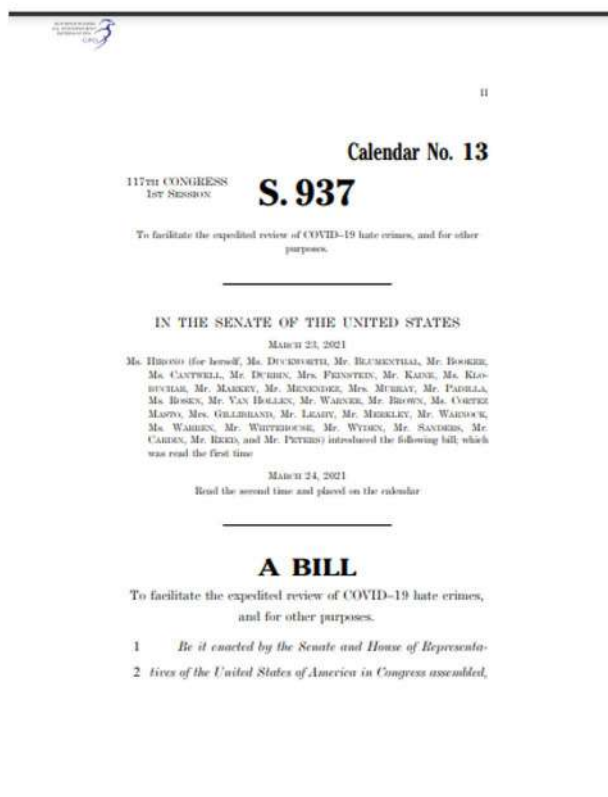 AUTHENTICATED
U.S. GOVERNMENT
INFORMATION
GPO
II
Calendar No. 13
117TH CONGRESS
1ST SESSION
S. 937
To facilitate the expedited review of COVID–19 hate crimes, and for other
purposes.
IN THE SENATE OF THE UNITED STATES
MARCH 23, 2021
Ms. HIRONO (for herself, Ms. DUCKWORTH, Mr. BLUMENTHAL, Mr. BOOKER,
Ms. CANTWELL, Mr. DURBIN, Mrs. FEINSTEIN, Mr. KAINE, Ms. KLO-
BUCHAR, Mr. MARKEY, Mr. MENENDEZ, Mrs. MURRAY, Mr. PADILLA,
Ms. ROSEN, Mr. VAN HOLLEN, Mr. WARNER, Mr. BROWN, Ms. CORTEZ
MASTO, Mrs. GILLIBRAND, Mr. LEAHY, Mr. MERKLEY, Mr. WARNOCK,
Ms. WARREN, Mr. WHITEHOUSE, Mr. WYDEN, Mr. SANDERS, Mr.
CARDIN, Mr. REED, and Mr. PETERS) introduced the following bill; which
was read the first time
MARCH 24, 2021
Read the second time and placed on the calendar
A BILL
To facilitate the expedited review of COVID–19 hate crimes,
and for other purposes.
1 Be it enacted by the Senate and House of Representa-
2 tives of the United States of America in Congress assembled,